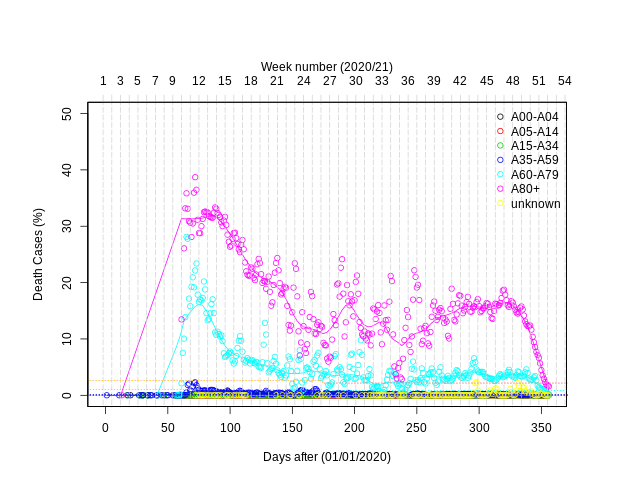 Week number (2020/21)
1 3 5 7 9 12 15 18 21 24 27 30 33 36 39 42 45 48 51 54
50
40
30
20
10
0
Death Cases (%)
A00-A04
A05-A14
A15-A34
A35-A59
A60-A79
A80+
unknown
0 50 100 150 200 250 300 350
Days after (01/01/2020)